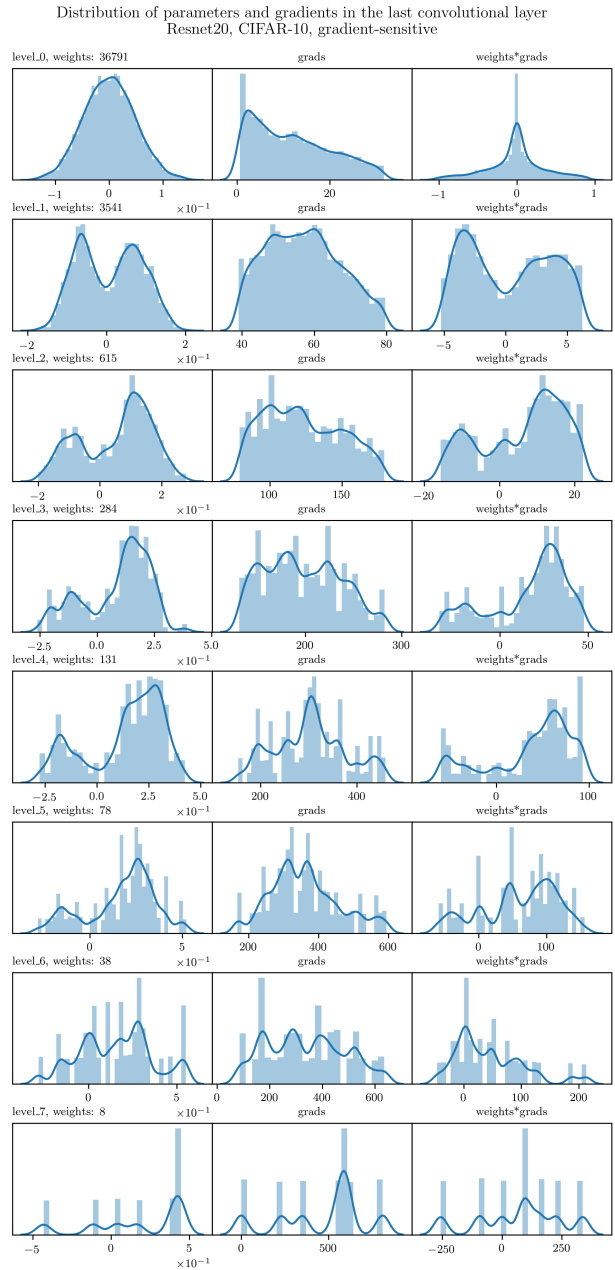 Distribution of parameters and gradients in the last convolutional layer
Resnet20, CIFAR-10, gradient-sensitive
level_0, weights: 36791 grads weights*grads
−1 0 1 0 20 −1 0 1
level_1, weights: 3541 ×10−1 grads weights*grads
−2 0 2 40 60 80 −5 0 5
level_2, weights: 615 ×10−1 grads weights*grads
−2 0 2 100 150 −20 0 20
level_3, weights: 284 ×10−1 grads weights*grads
−2.5 0.0 2.5 5.0 200 300 0 50
level_4, weights: 131 ×10−1 grads weights*grads
−2.5 0.0 2.5 5.0 200 400 0 100
level_5, weights: 78 ×10−1 grads weights*grads
0 5 200 400 600 0 100
level_6, weights: 38 ×10−1 grads weights*grads
0 5 0 200 400 600 0 100 200
level_7, weights: 8 ×10−1 grads weights*grads
−5 0 5 0 500 −250 0 250
×10−1